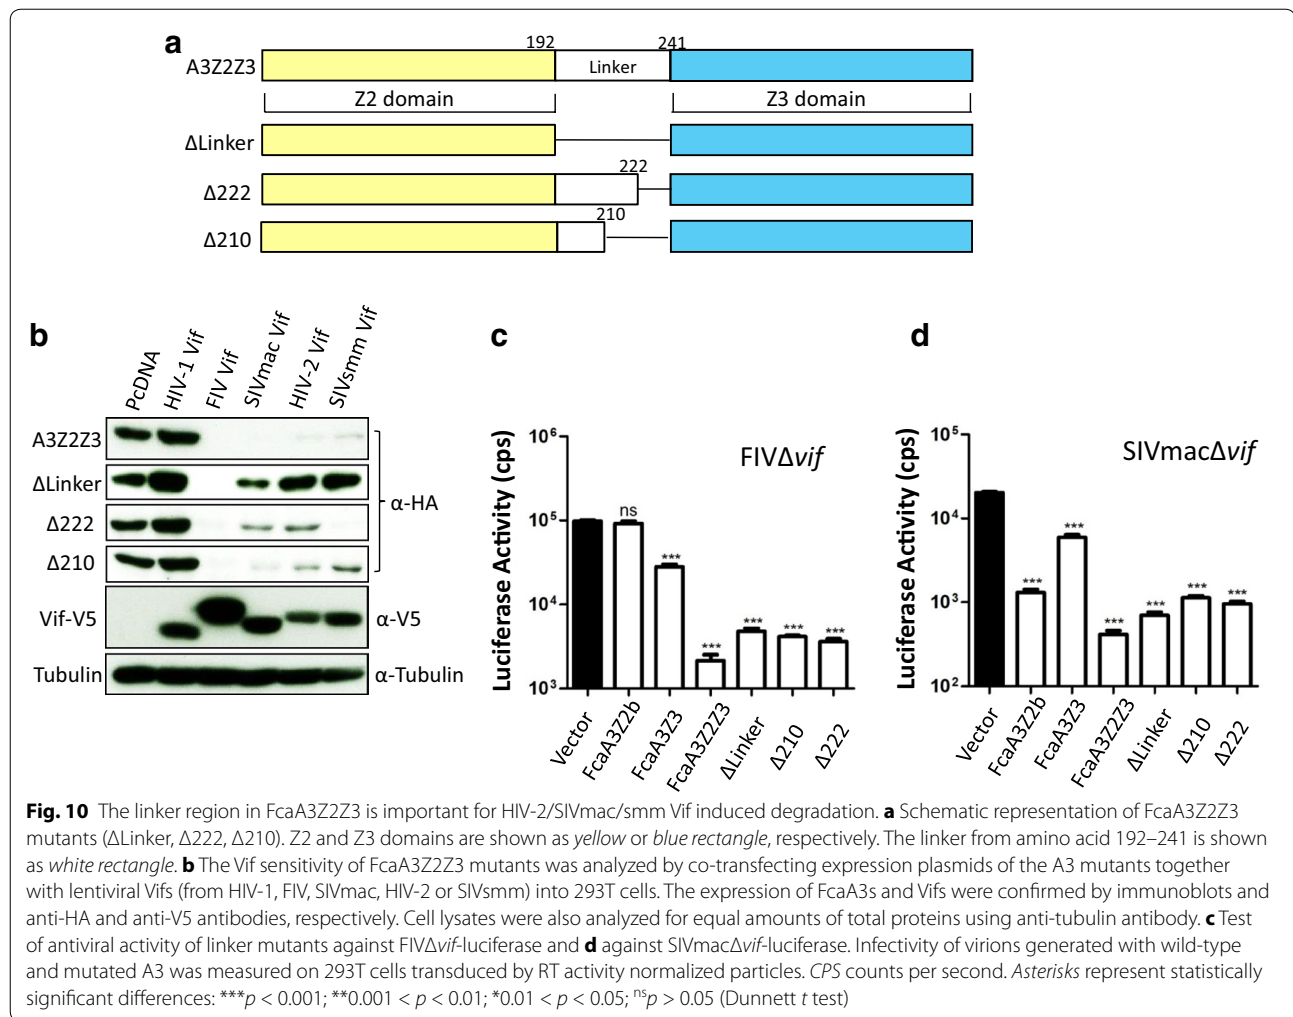 a
192
241
A3Z2Z3
Linker
Z2 domain
Z3 domain
ΔLinker
222
Δ222
210
Δ210
b
PcDNA
HIV-1 Vif
FIV Vif
SIVmac Vif
HIV-2 Vif
SIVsmm Vif
A3Z2Z3
ΔLinker
α-HA
Δ222
Δ210
Vif-V5
α-V5
Tubulin
α-Tubulin
c
Luciferase Activity (cps)
10⁶
10⁵
10⁴
10³
FIVΔvif
ns
***
***
***
***
***
Vector
FcaA3Z2b
FcaA3Z3
FcaA3Z2Z3
ΔLinker
Δ210
Δ222
d
Luciferase Activity (cps)
10⁵
10⁴
10³
10²
SIVmacΔvif
***
***
***
***
***
***
Vector
FcaA3Z2b
FcaA3Z3
FcaA3Z2Z3
ΔLinker
Δ210
Δ222
Fig. 10 The linker region in FcaA3Z2Z3 is important for HIV-2/SIVmac/smm Vif induced degradation. a Schematic representation of FcaA3Z2Z3
mutants (ΔLinker, Δ222, Δ210). Z2 and Z3 domains are shown as yellow or blue rectangle, respectively. The linker from amino acid 192–241 is shown
as white rectangle. b The Vif sensitivity of FcaA3Z2Z3 mutants was analyzed by co-transfecting expression plasmids of the A3 mutants together
with lentiviral Vifs (from HIV-1, FIV, SIVmac, HIV-2 or SIVsmm) into 293T cells. The expression of FcaA3s and Vifs were confirmed by immunoblots and
anti-HA and anti-V5 antibodies, respectively. Cell lysates were also analyzed for equal amounts of total proteins using anti-tubulin antibody. c Test
of antiviral activity of linker mutants against FIVΔvif-luciferase and d against SIVmacΔvif-luciferase. Infectivity of virions generated with wild-type
and mutated A3 was measured on 293T cells transduced by RT activity normalized particles. CPS counts per second. Asterisks represent statistically
significant differences: ***p < 0.001; **0.001 < p < 0.01; *0.01 < p < 0.05; ⁿˢp > 0.05 (Dunnett t test)